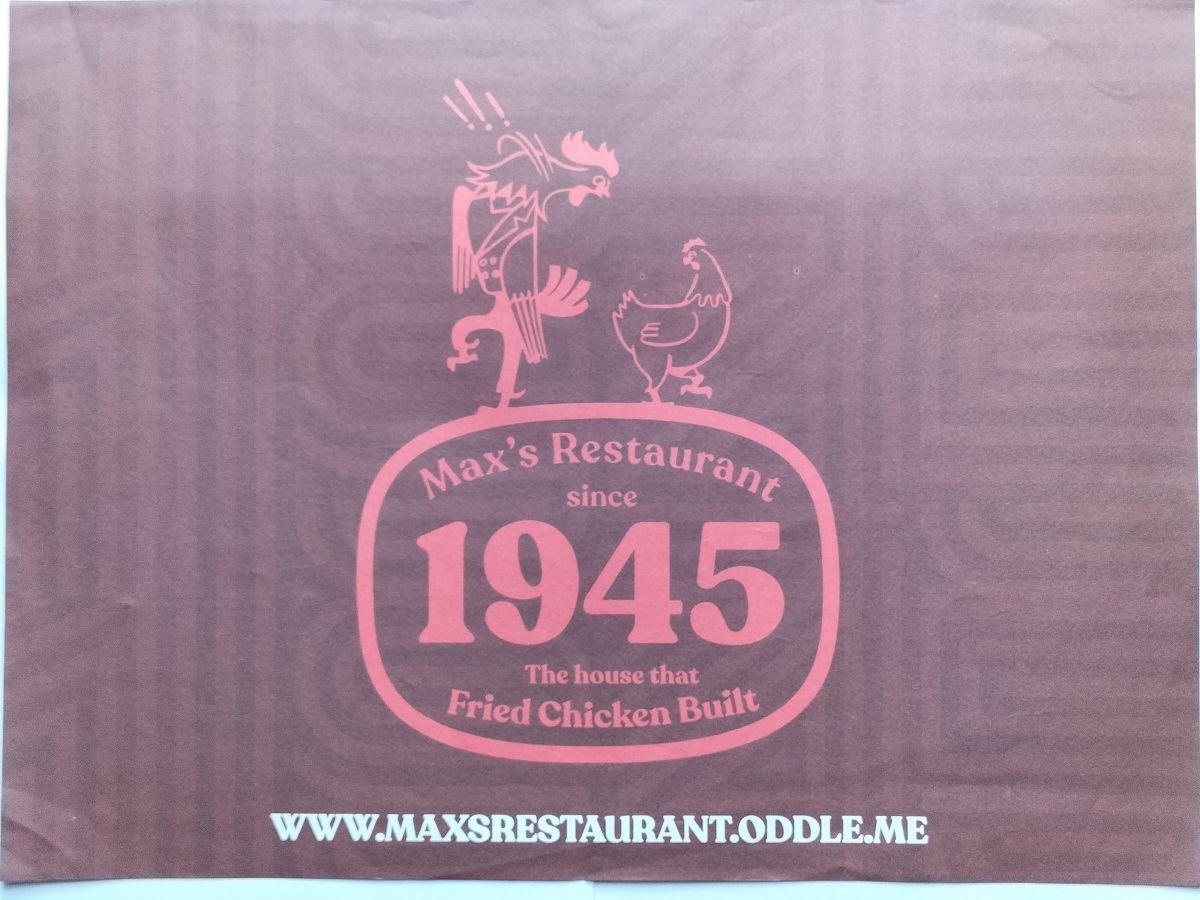 Max's Restaurant
since
1945
The house that
Fried Chicken Built
WWW.MAXSRESTAURANT.ODDLE.ME